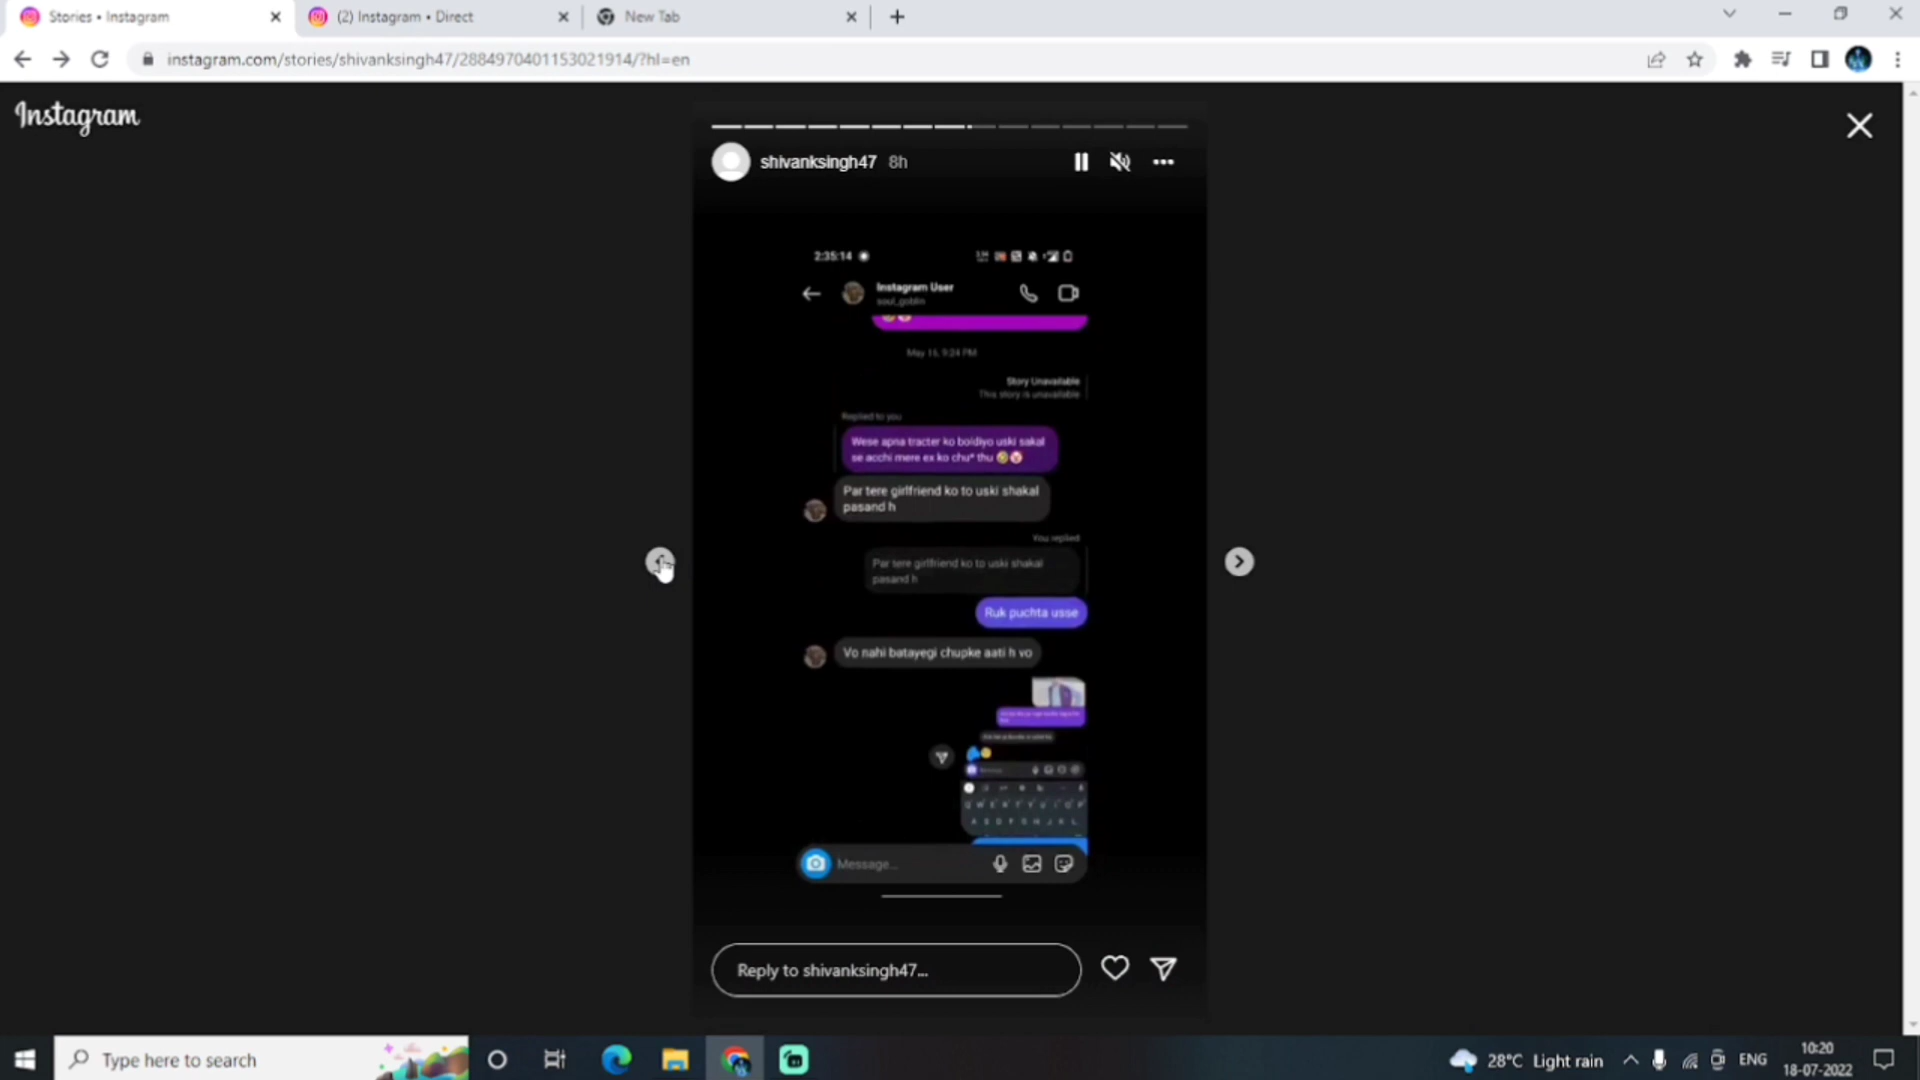 Stories • Instagram
(2) Instagram • Direct
New Tab
instagram.com/stories/shivanksingh47/2884970401153021914/?hl=en
Instagram
shivanksingh47 8h
2:35:14
Instagram User
soul_goblin
May 16, 9:24 PM
Story Unavailable
This story is unavailable
Replied to you
Wese apna tracter ko boldiyo uski sakal
se acchi mere ex ko chu* thu 🤣🤡
Par tere girlfriend ko to uski shakal
pasand h
You replied
Par tere girlfriend ko to uski shakal
pasand h
Ruk puchta usse
Vo nahi batayegi chupke aati h vo
Message...
Reply to shivanksingh47...
Type here to search
28°C Light rain
ENG
10:20
18-07-2022